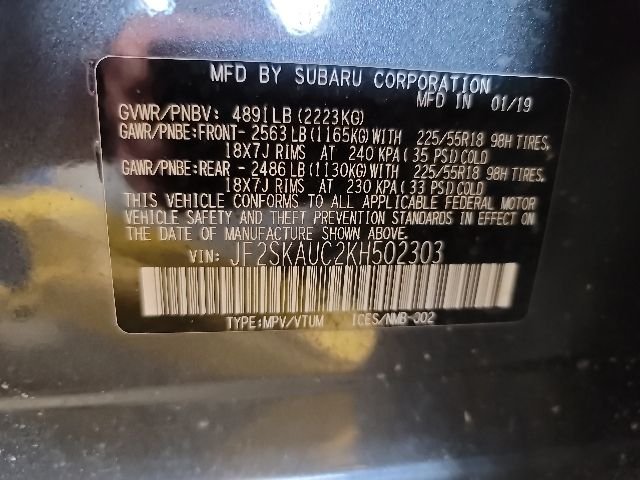 MFD BY SUBARU CORPORATION
MFD IN 01/19
GVWR/PNBV: 4891LB (2223KG)
GAWR/PNBE:FRONT- 2563LB(1165KG)WITH 225/55R18 98H TIRES,
18X7J RIMS AT 240 KPA( 35 PSI)COLD
GAWR/PNBE:REAR - 2486LB(1130KG)WITH 225/55R18 98H TIRES,
18X7J RIMS AT 230 KPA( 33 PSI)COLD
THIS VEHICLE CONFORMS TO ALL APPLICABLE FEDERAL MOTOR
VEHICLE SAFETY AND THEFT PREVENTION STANDARDS IN EFFECT ON
THE DATE OF MANUFACTURE SHOWN ABOVE.
VIN: JF2SKAUC2KH502303
TYPE:MPV/VTUM ICES/NMB-002